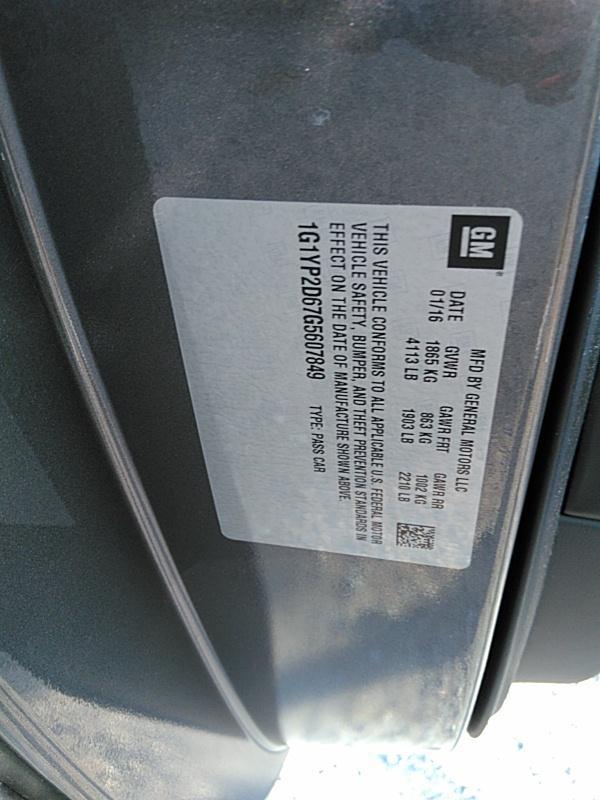 GM®
MFD BY GENERAL MOTORS LLC
DATE GVWR GAWR FRT GAWR RR
01/16 1865 KG 863 KG 1002 KG
4113 LB 1903 LB 2210 LB
THIS VEHICLE CONFORMS TO ALL APPLICABLE U.S. FEDERAL MOTOR
VEHICLE SAFETY, BUMPER, AND THEFT PREVENTION STANDARDS IN
EFFECT ON THE DATE OF MANUFACTURE SHOWN ABOVE.
1G1YP2D67G5607849 TYPE: PASS CAR